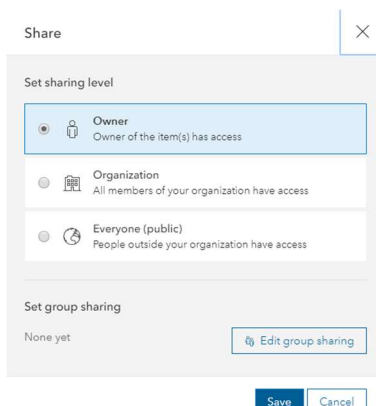 Share
Set sharing level
Owner
Owner of the item(s) has access
Organization
All members of your organization have access
Everyone (public)
People outside your organization have access
Set group sharing
None yet
Edit group sharing
Save
Cancel